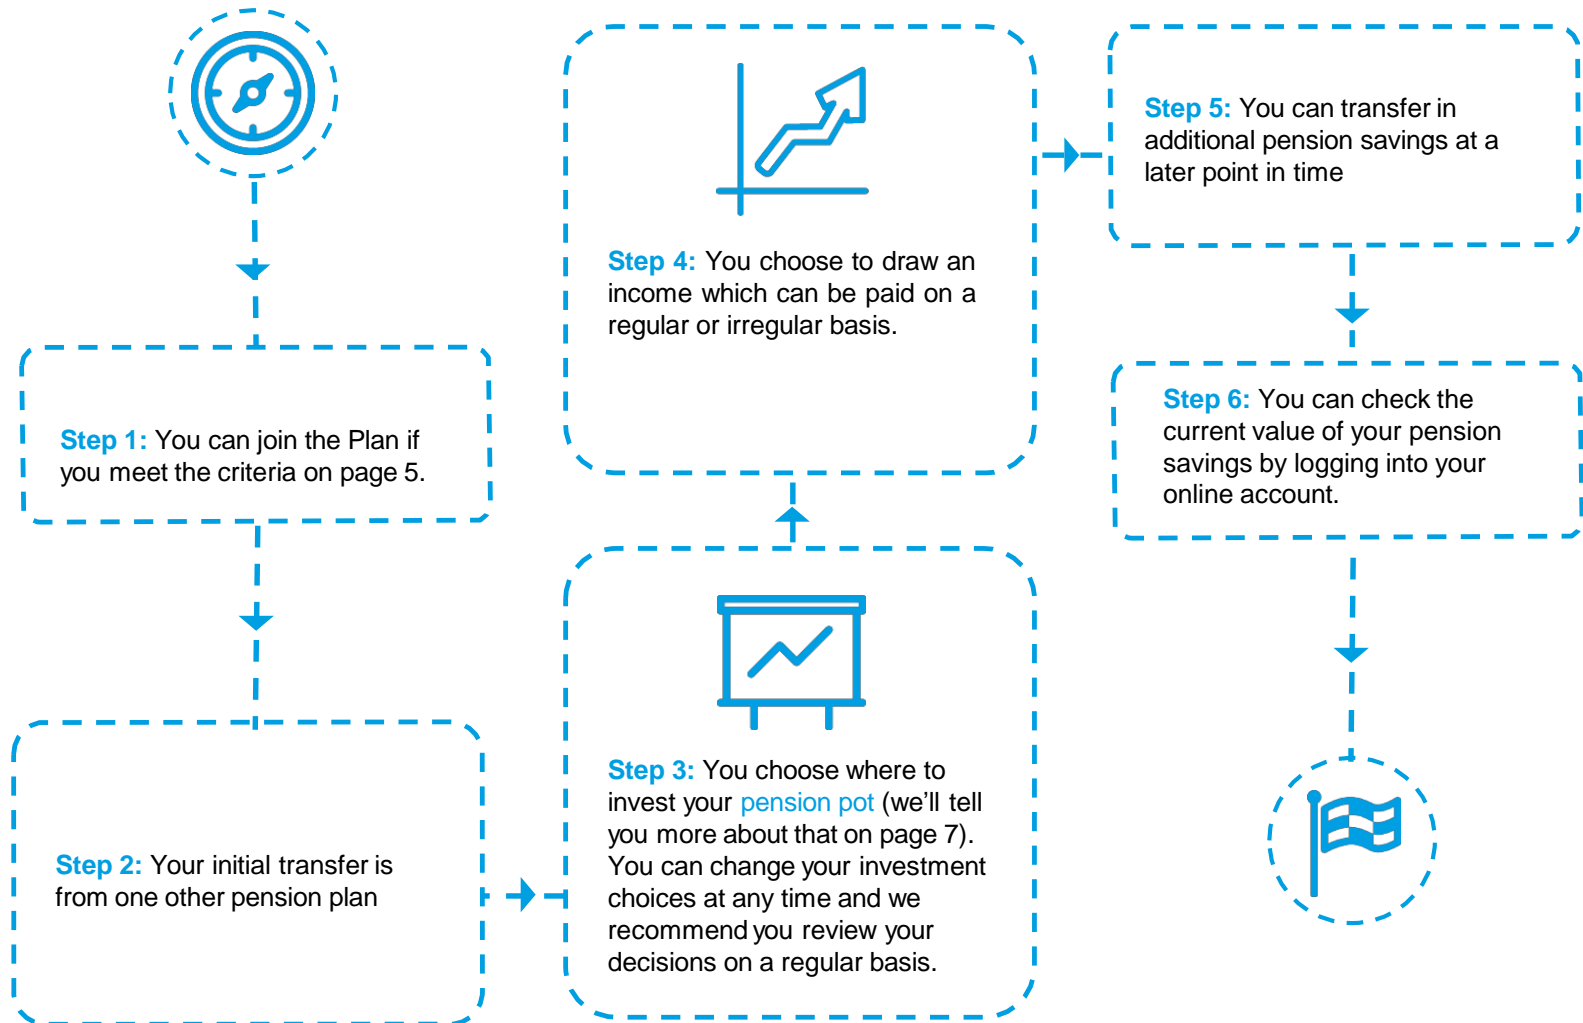 Step 1: You can join the Plan if
you meet the criteria on page 5.
Step 2: Your initial transfer is
from one other pension plan
Step 3: You choose where to
invest your pension pot (we’ll tell
you more about that on page 7).
You can change your investment
choices at any time and we
recommend you review your
decisions on a regular basis.
Step 4: You choose to draw an
income which can be paid on a
regular or irregular basis.
Step 5: You can transfer in
additional pension savings at a
later point in time
Step 6: You can check the
current value of your pension
savings by logging into your
online account.